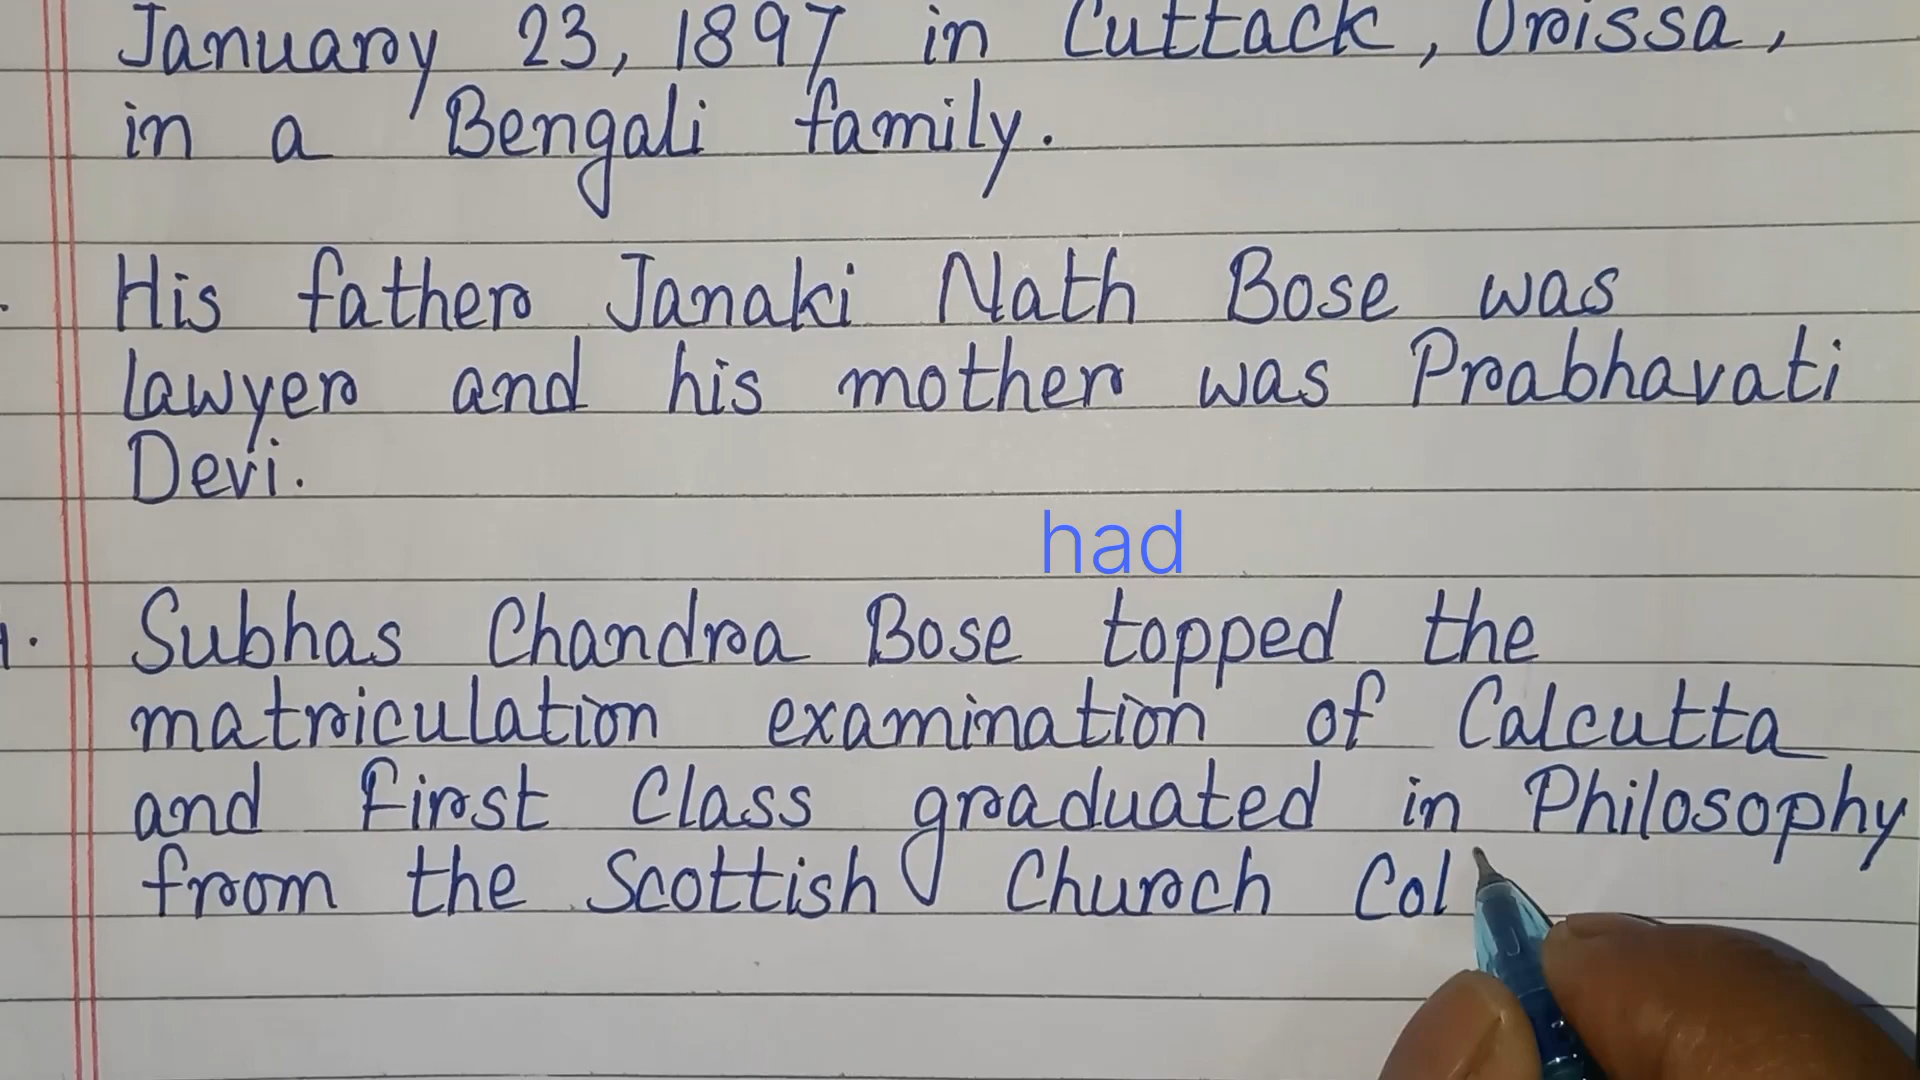 January 23, 1897 in Cuttack, Orissa,
in a Bengali family.
His father Janaki Nath Bose was
lawyer and his mother was Prabhavati
Devi.
had
Subhas Chandra Bose topped the
matriculation examination of Calcutta
and First Class graduated in Philosophy
from the Scottish Church Col